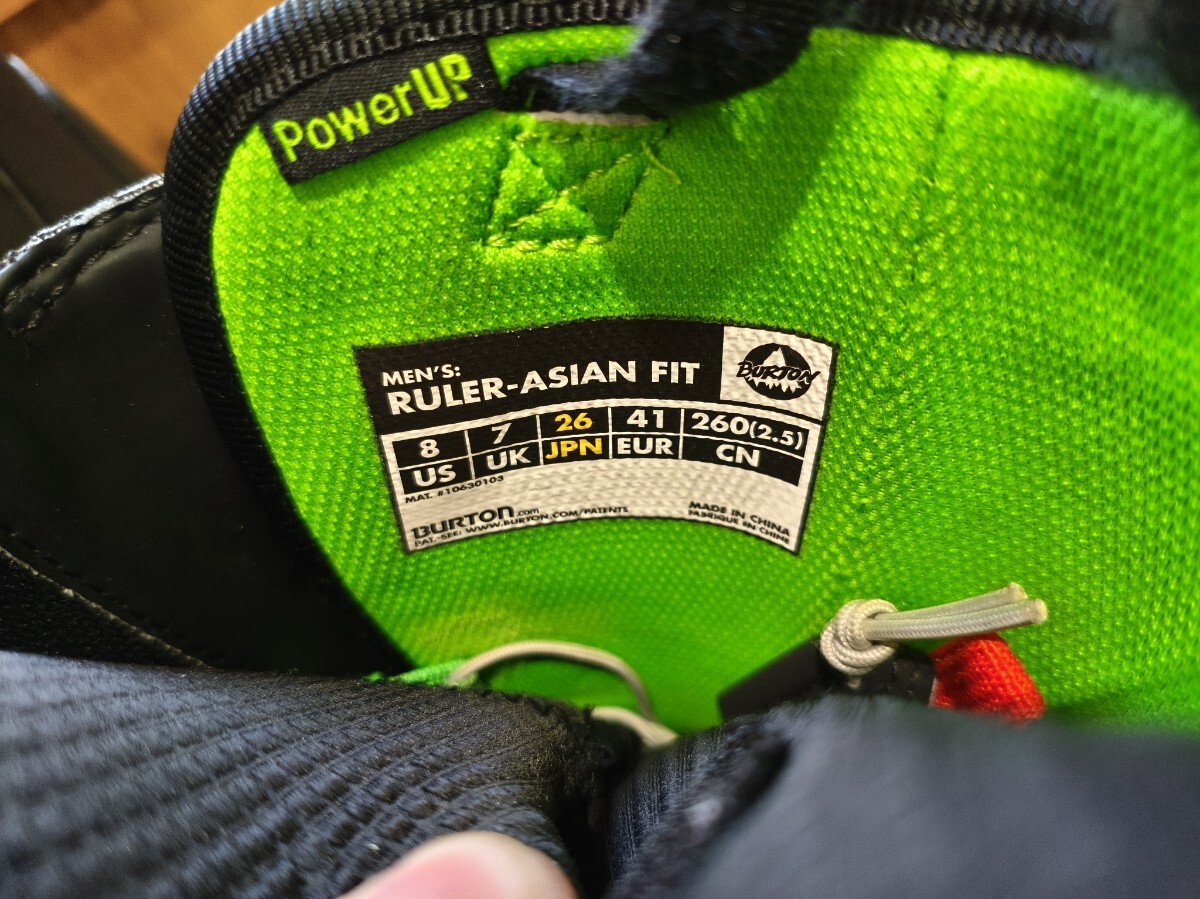 PowerUP
MEN'S:
RULER-ASIAN FIT
BURTON
8 7 26 41 260(2.5)
US UK JPN EUR CN
MAT. #10630103
BURTON.com
PAT.-SEE: WWW.BURTON.COM/PATENTS
MADE IN CHINA
FABRIQUE EN CHINE